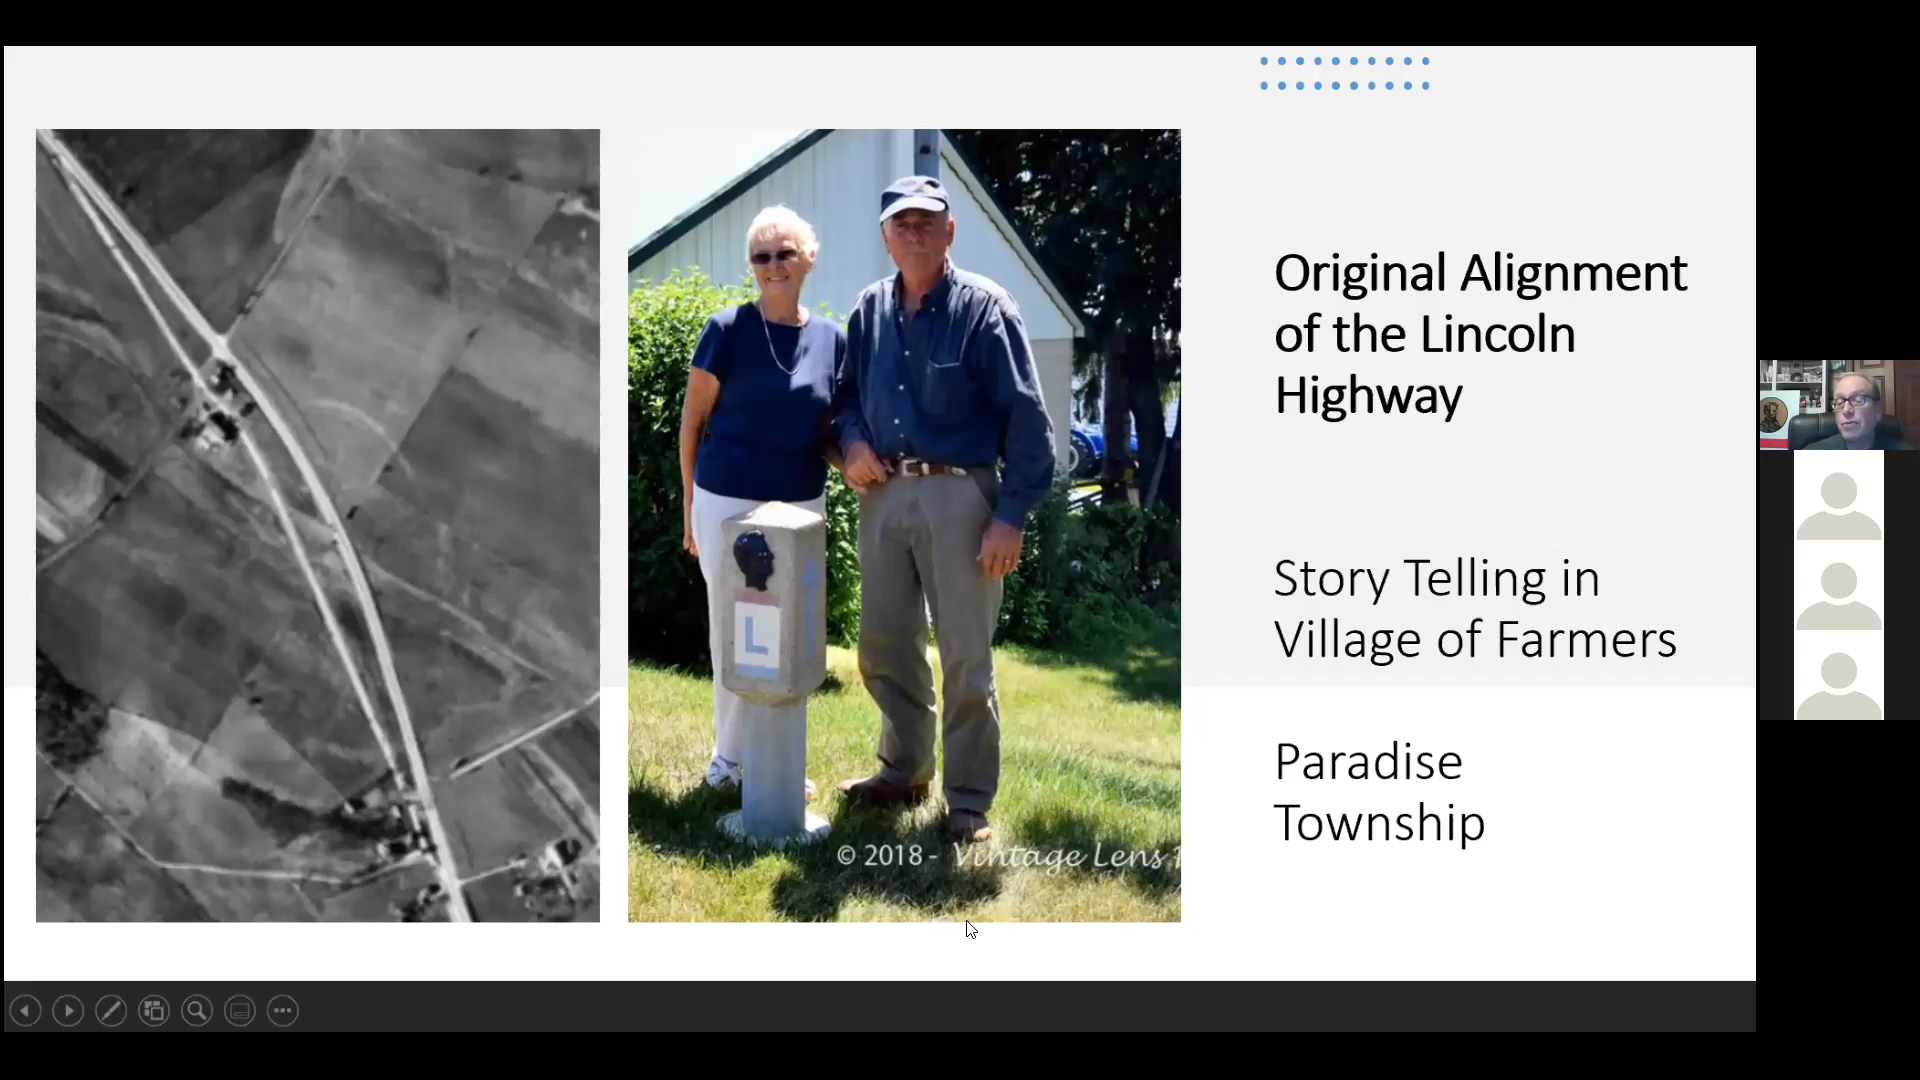 Original Alignment
of the Lincoln
Highway
Story Telling in
Village of Farmers
Paradise
Township
L
© 2018 - Vintage Lens